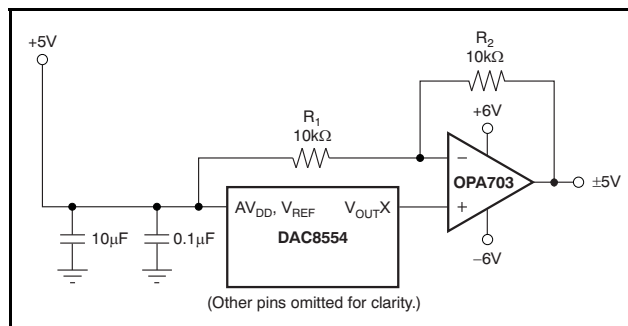 +5V
R2
10kΩ
R1
10kΩ
+6V
−
OPA703
±5V
+
−6V
AVDD, VREF
VOUTX
DAC8554
10µF
0.1µF
(Other pins omitted for clarity.)